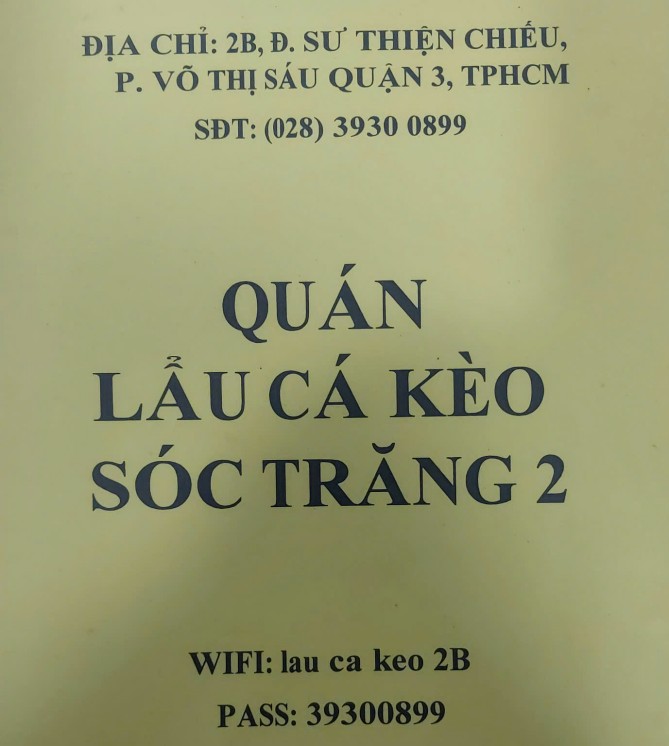 ĐỊA CHỈ: 2B, Đ. SƯ THIỆN CHIẾU,
P. VÕ THỊ SÁU QUẬN 3, TPHCM
SĐT: (028) 3930 0899
QUÁN
LẨU CÁ KÈO
SÓC TRĂNG 2
WIFI: lau ca keo 2B
PASS: 39300899